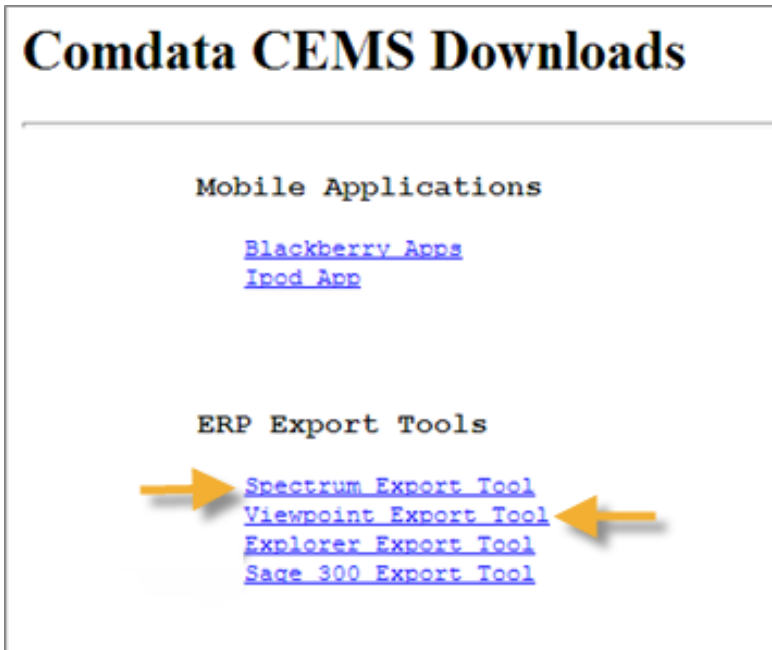 Comdata CEMS Downloads
Mobile Applications
Blackberry Apps
Ipod App
ERP Export Tools
Spectrum Export Tool
Viewpoint Export Tool
Explorer Export Tool
Sage 300 Export Tool